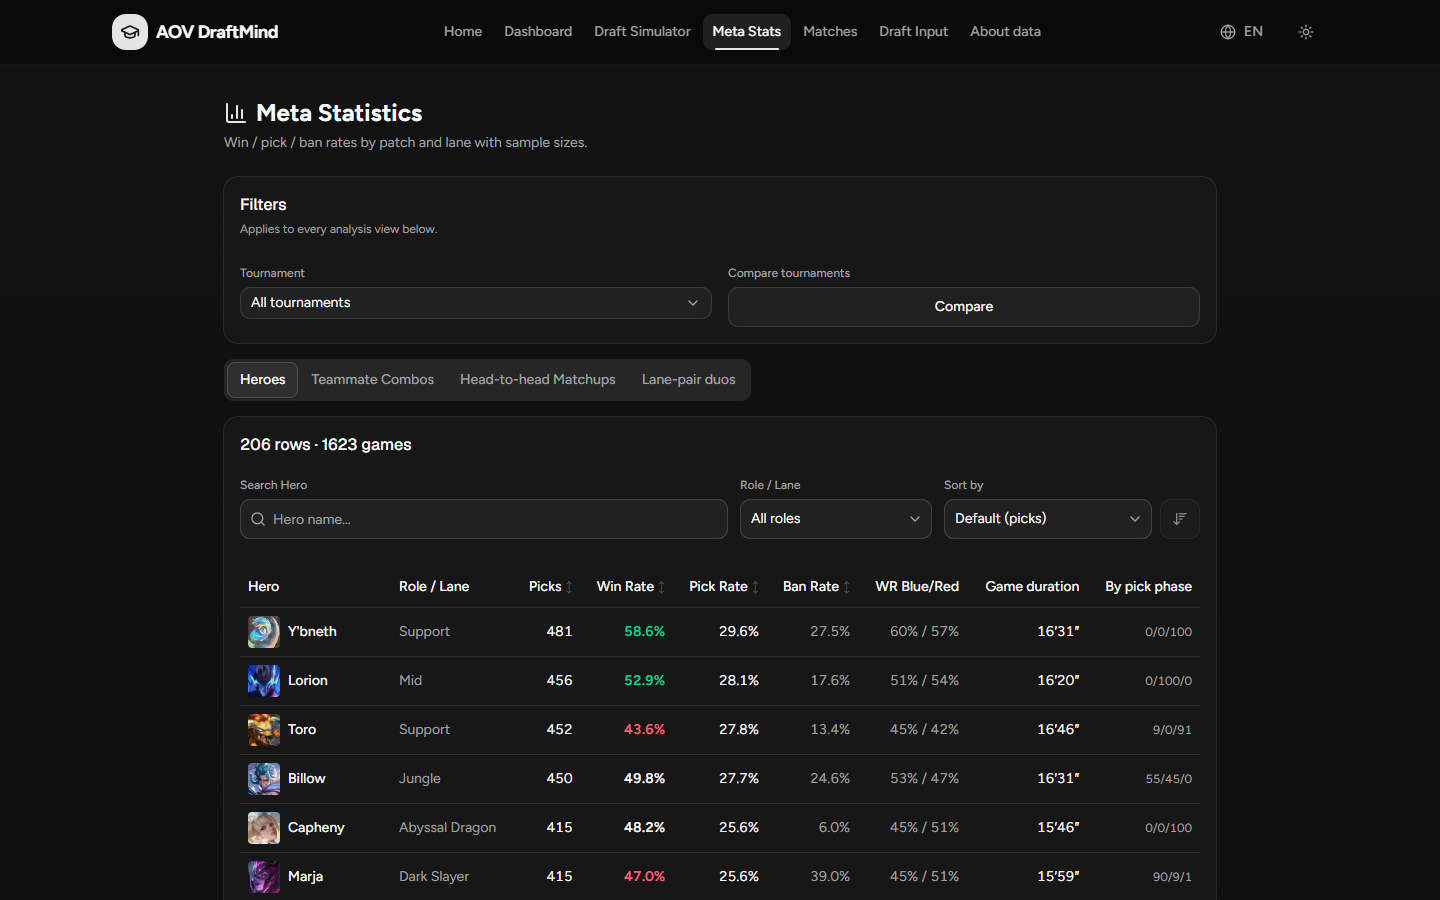 AOV DraftMind
Home Dashboard Draft Simulator Meta Stats Matches Draft Input About data EN
Meta Statistics
Win / pick / ban rates by patch and lane with sample sizes.
Filters
Applies to every analysis view below.
Tournament Compare tournaments
All tournaments Compare
Heroes Teammate Combos Head-to-head Matchups Lane-pair duos
206 rows · 1623 games
Search Hero Role / Lane Sort by
Hero name... All roles Default (picks)
Hero Role / Lane Picks Win Rate Pick Rate Ban Rate WR Blue/Red Game duration By pick phase
Y'bneth Support 481 58.6% 29.6% 27.5% 60% / 57% 16′31″ 0/0/100
Lorion Mid 456 52.9% 28.1% 17.6% 51% / 54% 16′20″ 0/100/0
Toro Support 452 43.6% 27.8% 13.4% 45% / 42% 16′46″ 9/0/91
Billow Jungle 450 49.8% 27.7% 24.6% 53% / 47% 16′31″ 55/45/0
Capheny Abyssal Dragon 415 48.2% 25.6% 6.0% 45% / 51% 15′46″ 0/0/100
Marja Dark Slayer 415 47.0% 25.6% 39.0% 45% / 51% 15′59″ 90/9/1